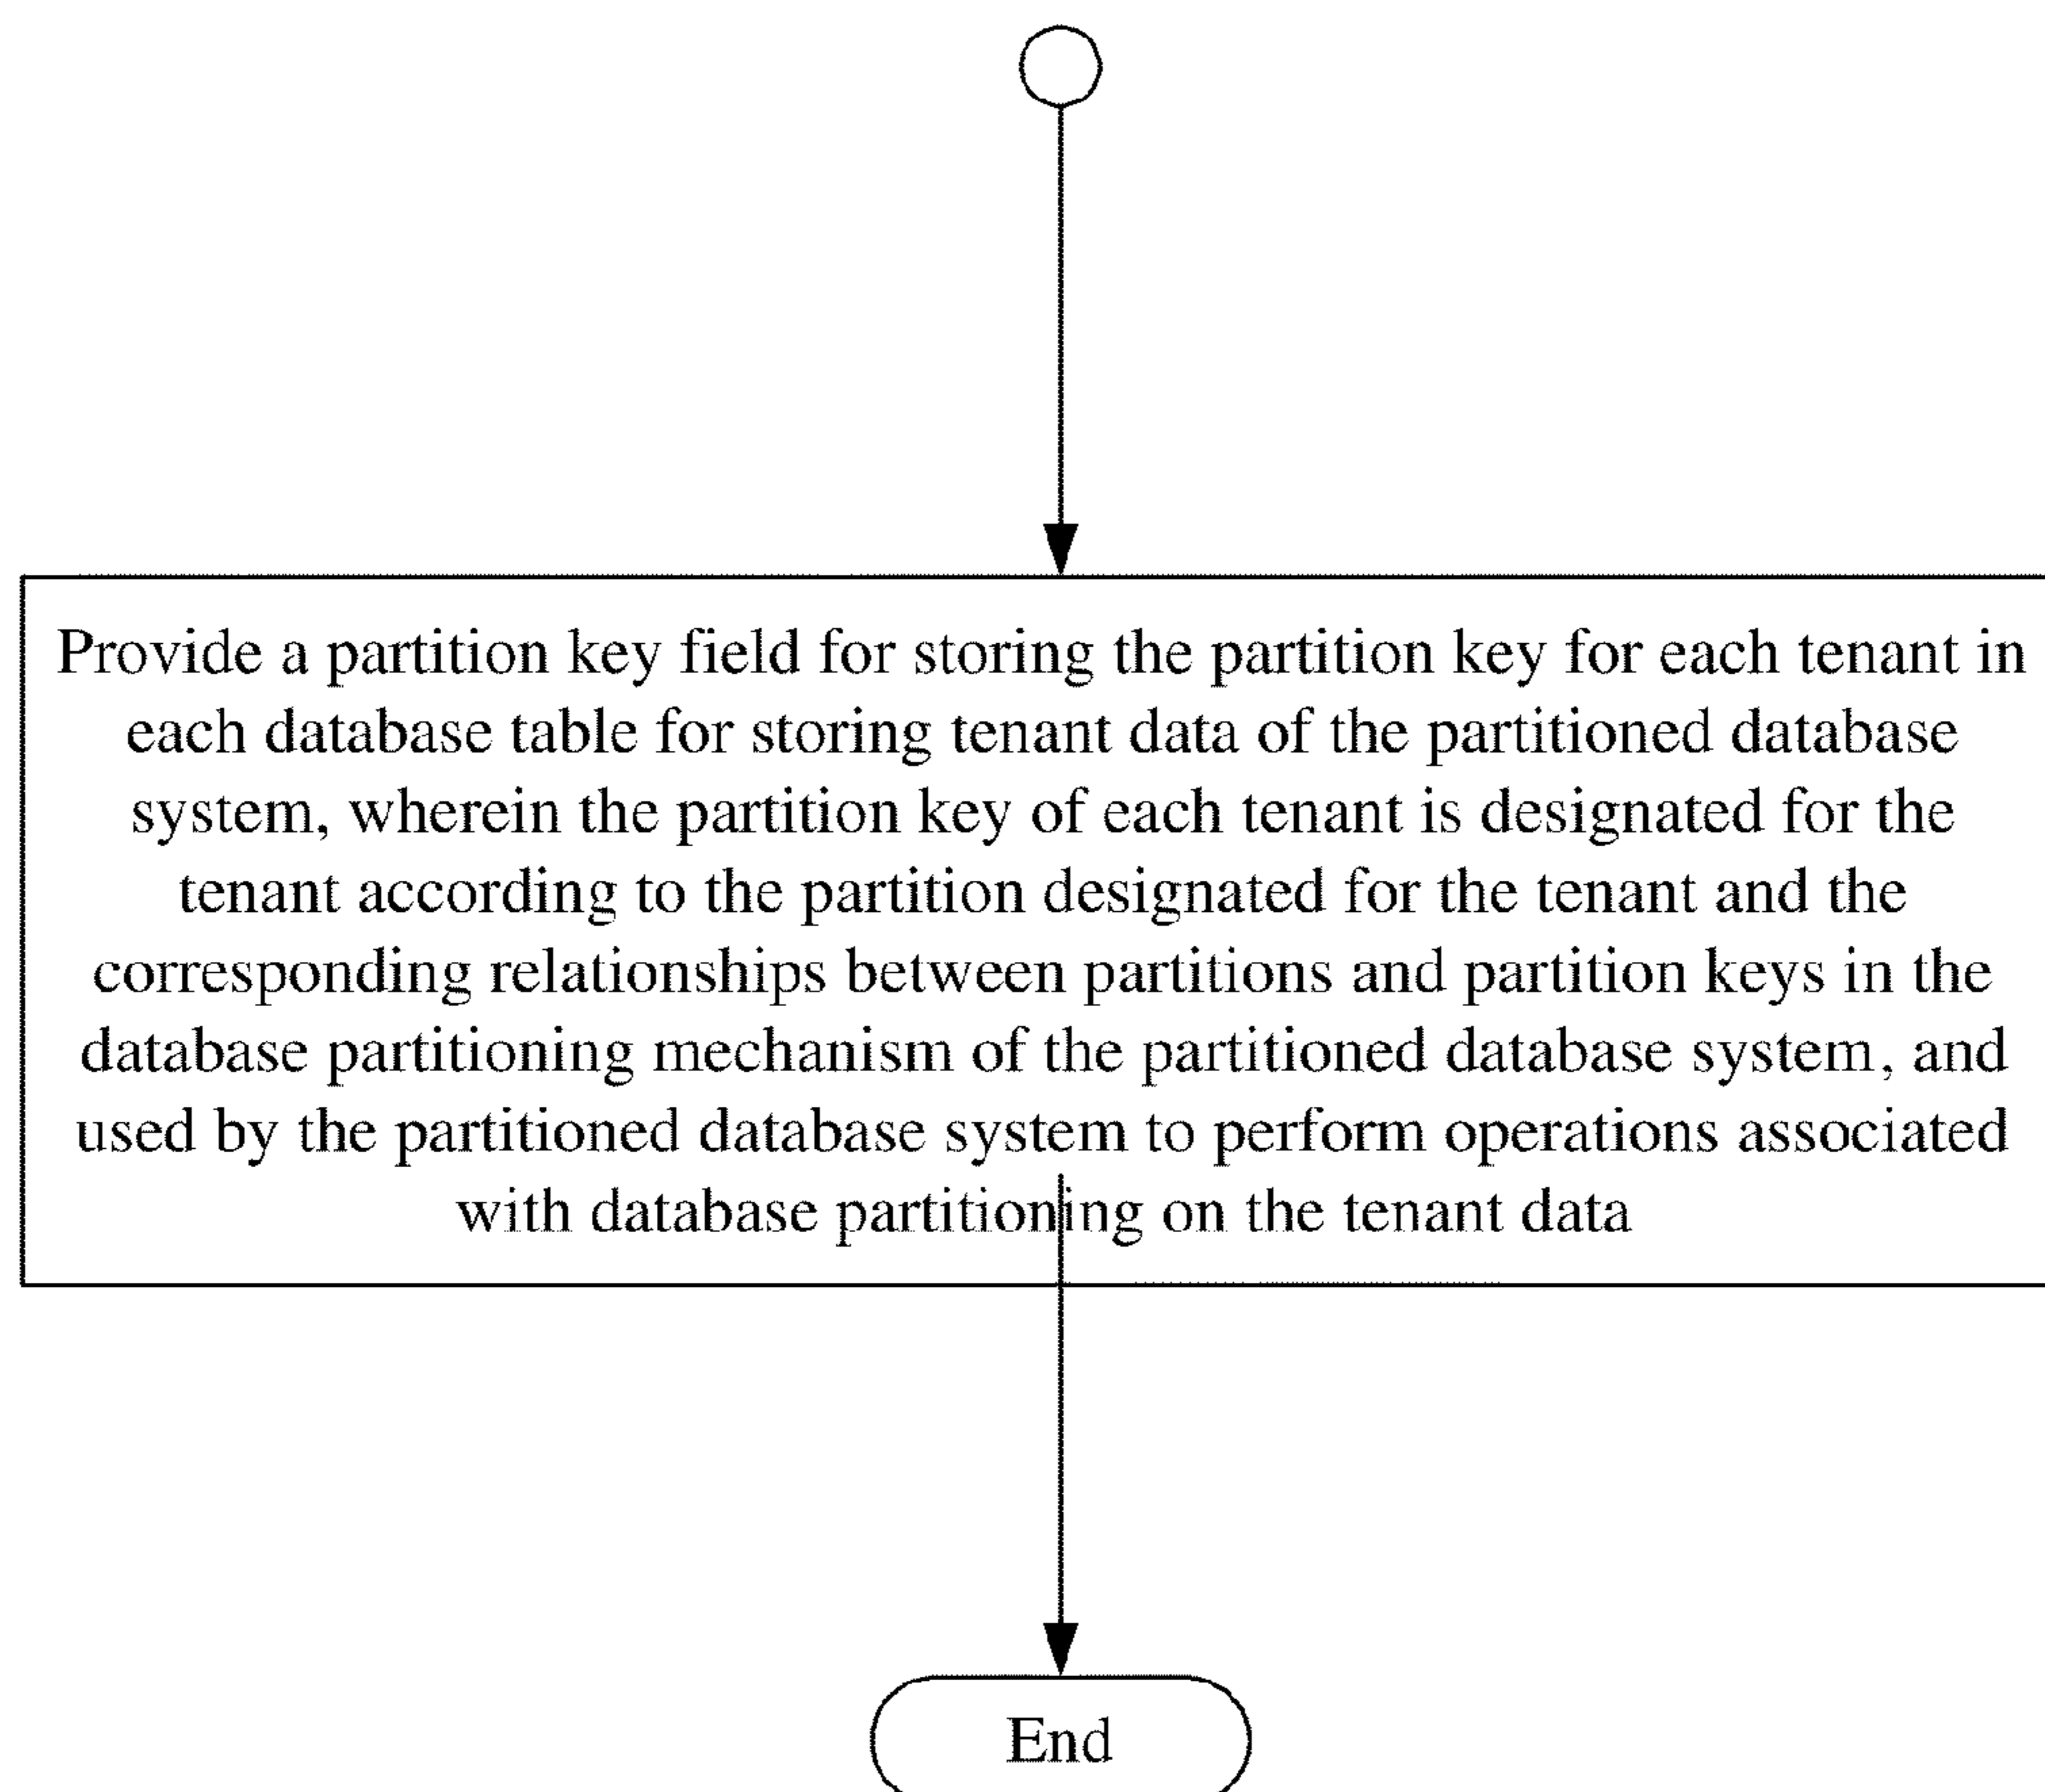 Provide a partition key field for storing the partition key for each tenant in
each database table for storing tenant data of the partitioned database
system, wherein the partition key of each tenant is designated for the
tenant according to the partition designated for the tenant and the
corresponding relationships between partitions and partition keys in the
database partitioning mechanism of the partitioned database system, and
used by the partitioned database system to perform operations associated
with database partitioning on the tenant data
End